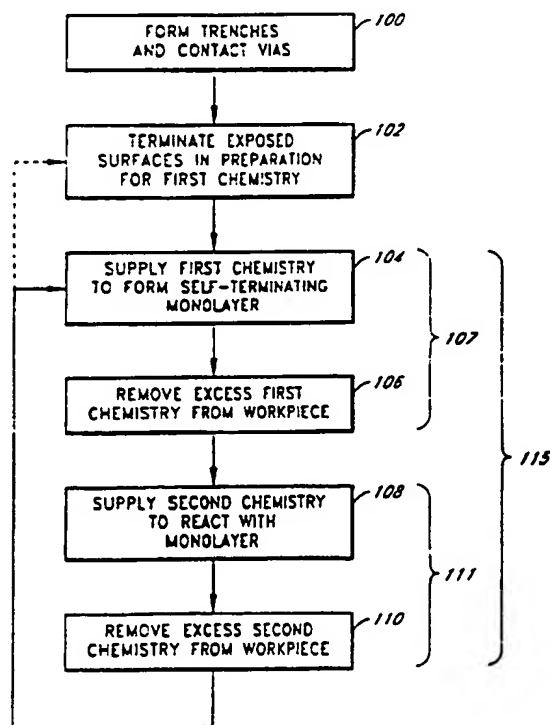 FORM TRENCHES
AND CONTACT VIAS
100
TERMINATE EXPOSED
SURFACES IN PREPARATION
FOR FIRST CHEMISTRY
102
SUPPLY FIRST CHEMISTRY
TO FORM SELF-TERMINATING
MONOLAYER
104
REMOVE EXCESS FIRST
CHEMISTRY FROM WORKPIECE
106
107
SUPPLY SECOND CHEMISTRY
TO REACT WITH
MONOLAYER
108
REMOVE EXCESS SECOND
CHEMISTRY FROM WORKPIECE
110
111
115